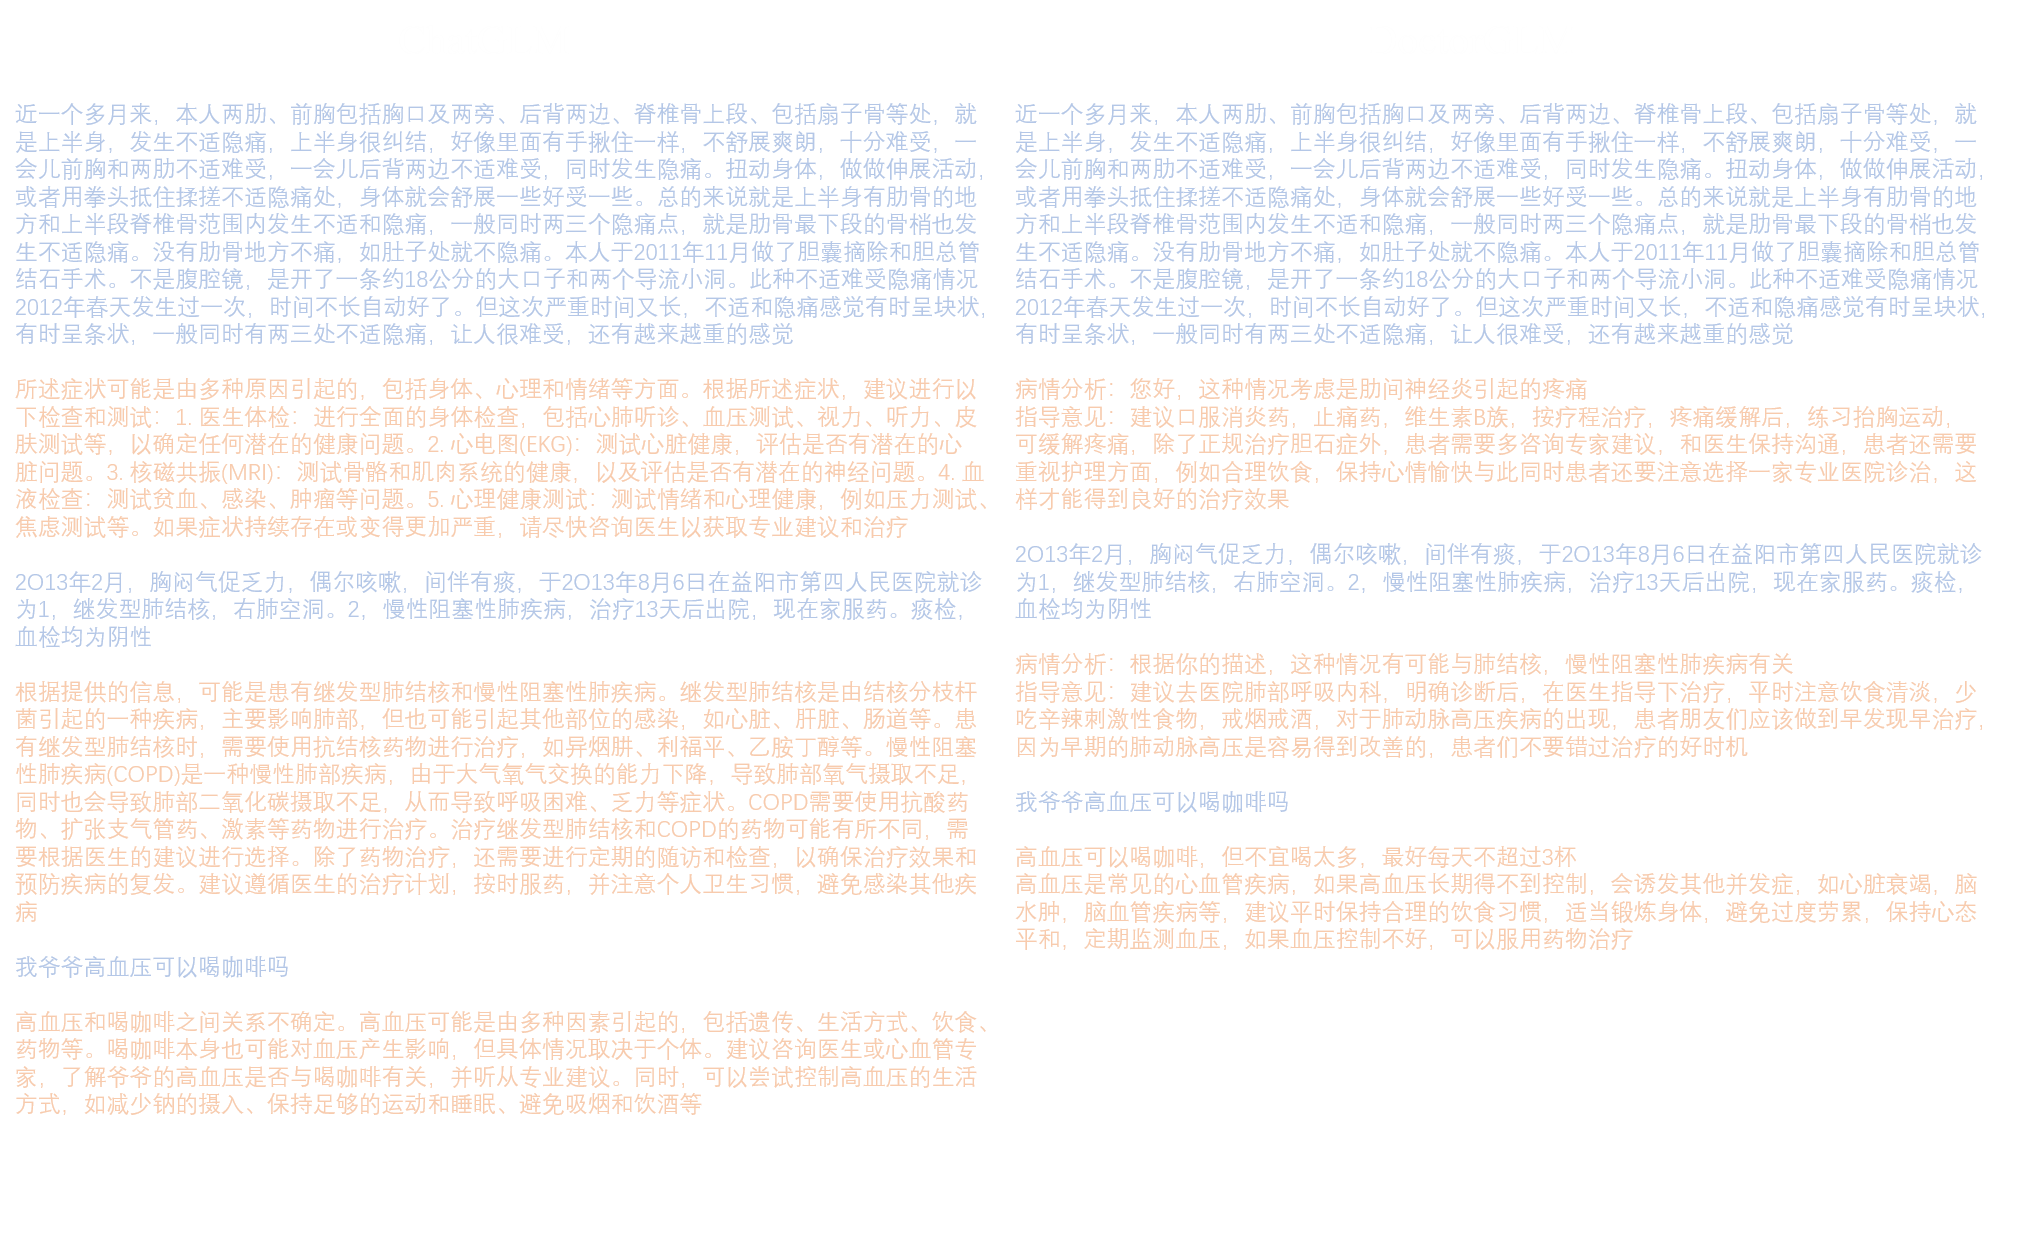 近一个多月来，本人两肋、前胸包括胸口及两旁、后背两边、脊椎骨上段、包括扇子骨等处，就
是上半身，发生不适隐痛，上半身很纠结，好像里面有手揪住一样，不舒展爽朗，十分难受，一
会儿前胸和两肋不适难受，一会儿后背两边不适难受，同时发生隐痛。扭动身体，做做伸展活动，
或者用拳头抵住揉搓不适隐痛处，身体就会舒展一些好受一些。总的来说就是上半身有肋骨的地
方和上半段脊椎骨范围内发生不适和隐痛，一般同时两三个隐痛点，就是肋骨最下段的骨梢也发
生不适隐痛。没有肋骨地方不痛，如肚子处就不隐痛。本人于2011年11月做了胆囊摘除和胆总管
结石手术。不是腹腔镜，是开了一条约18公分的大口子和两个导流小洞。此种不适难受隐痛情况
2012年春天发生过一次，时间不长自动好了。但这次严重时间又长，不适和隐痛感觉有时呈块状，
有时呈条状，一般同时有两三处不适隐痛，让人很难受，还有越来越重的感觉
所述症状可能是由多种原因引起的，包括身体、心理和情绪等方面。根据所述症状，建议进行以
下检查和测试：1. 医生体检：进行全面的身体检查，包括心肺听诊、血压测试、视力、听力、皮
肤测试等，以确定任何潜在的健康问题。2. 心电图(EKG)：测试心脏健康，评估是否有潜在的心
脏问题。3. 核磁共振(MRI)：测试骨骼和肌肉系统的健康，以及评估是否有潜在的神经问题。4. 血
液检查：测试贫血、感染、肿瘤等问题。5. 心理健康测试：测试情绪和心理健康，例如压力测试、
焦虑测试等。如果症状持续存在或变得更加严重，请尽快咨询医生以获取专业建议和治疗
2O13年2月，胸闷气促乏力，偶尔咳嗽，间伴有痰，于2O13年8月6日在益阳市第四人民医院就诊
为1，继发型肺结核，右肺空洞。2，慢性阻塞性肺疾病，治疗13天后出院，现在家服药。痰检，
血检均为阴性
根据提供的信息，可能是患有继发型肺结核和慢性阻塞性肺疾病。继发型肺结核是由结核分枝杆
菌引起的一种疾病，主要影响肺部，但也可能引起其他部位的感染，如心脏、肝脏、肠道等。患
有继发型肺结核时，需要使用抗结核药物进行治疗，如异烟肼、利福平、乙胺丁醇等。慢性阻塞
性肺疾病(COPD)是一种慢性肺部疾病，由于大气氧气交换的能力下降，导致肺部氧气摄取不足，
同时也会导致肺部二氧化碳摄取不足，从而导致呼吸困难、乏力等症状。COPD需要使用抗酸药
物、扩张支气管药、激素等药物进行治疗。治疗继发型肺结核和COPD的药物可能有所不同，需
要根据医生的建议进行选择。除了药物治疗，还需要进行定期的随访和检查，以确保治疗效果和
预防疾病的复发。建议遵循医生的治疗计划，按时服药，并注意个人卫生习惯，避免感染其他疾
病
我爷爷高血压可以喝咖啡吗
高血压和喝咖啡之间关系不确定。高血压可能是由多种因素引起的，包括遗传、生活方式、饮食、
药物等。喝咖啡本身也可能对血压产生影响，但具体情况取决于个体。建议咨询医生或心血管专
家，了解爷爷的高血压是否与喝咖啡有关，并听从专业建议。同时，可以尝试控制高血压的生活
方式，如减少钠的摄入、保持足够的运动和睡眠、避免吸烟和饮酒等
近一个多月来，本人两肋、前胸包括胸口及两旁、后背两边、脊椎骨上段、包括扇子骨等处，就
是上半身，发生不适隐痛，上半身很纠结，好像里面有手揪住一样，不舒展爽朗，十分难受，一
会儿前胸和两肋不适难受，一会儿后背两边不适难受，同时发生隐痛。扭动身体，做做伸展活动，
或者用拳头抵住揉搓不适隐痛处，身体就会舒展一些好受一些。总的来说就是上半身有肋骨的地
方和上半段脊椎骨范围内发生不适和隐痛，一般同时两三个隐痛点，就是肋骨最下段的骨梢也发
生不适隐痛。没有肋骨地方不痛，如肚子处就不隐痛。本人于2011年11月做了胆囊摘除和胆总管
结石手术。不是腹腔镜，是开了一条约18公分的大口子和两个导流小洞。此种不适难受隐痛情况
2012年春天发生过一次，时间不长自动好了。但这次严重时间又长，不适和隐痛感觉有时呈块状，
有时呈条状，一般同时有两三处不适隐痛，让人很难受，还有越来越重的感觉
病情分析：您好，这种情况考虑是肋间神经炎引起的疼痛
指导意见：建议口服消炎药，止痛药，维生素B族，按疗程治疗，疼痛缓解后，练习抬胸运动，
可缓解疼痛，除了正规治疗胆石症外，患者需要多咨询专家建议，和医生保持沟通，患者还需要
重视护理方面，例如合理饮食，保持心情愉快与此同时患者还要注意选择一家专业医院诊治，这
样才能得到良好的治疗效果
2O13年2月，胸闷气促乏力，偶尔咳嗽，间伴有痰，于2O13年8月6日在益阳市第四人民医院就诊
为1，继发型肺结核，右肺空洞。2，慢性阻塞性肺疾病，治疗13天后出院，现在家服药。痰检，
血检均为阴性
病情分析：根据你的描述，这种情况有可能与肺结核，慢性阻塞性肺疾病有关
指导意见：建议去医院肺部呼吸内科，明确诊断后，在医生指导下治疗，平时注意饮食清淡，少
吃辛辣刺激性食物，戒烟戒酒，对于肺动脉高压疾病的出现，患者朋友们应该做到早发现早治疗，
因为早期的肺动脉高压是容易得到改善的，患者们不要错过治疗的好时机
我爷爷高血压可以喝咖啡吗
高血压可以喝咖啡，但不宜喝太多，最好每天不超过3杯
高血压是常见的心血管疾病，如果高血压长期得不到控制，会诱发其他并发症，如心脏衰竭，脑
水肿，脑血管疾病等，建议平时保持合理的饮食习惯，适当锻炼身体，避免过度劳累，保持心态
平和，定期监测血压，如果血压控制不好，可以服用药物治疗